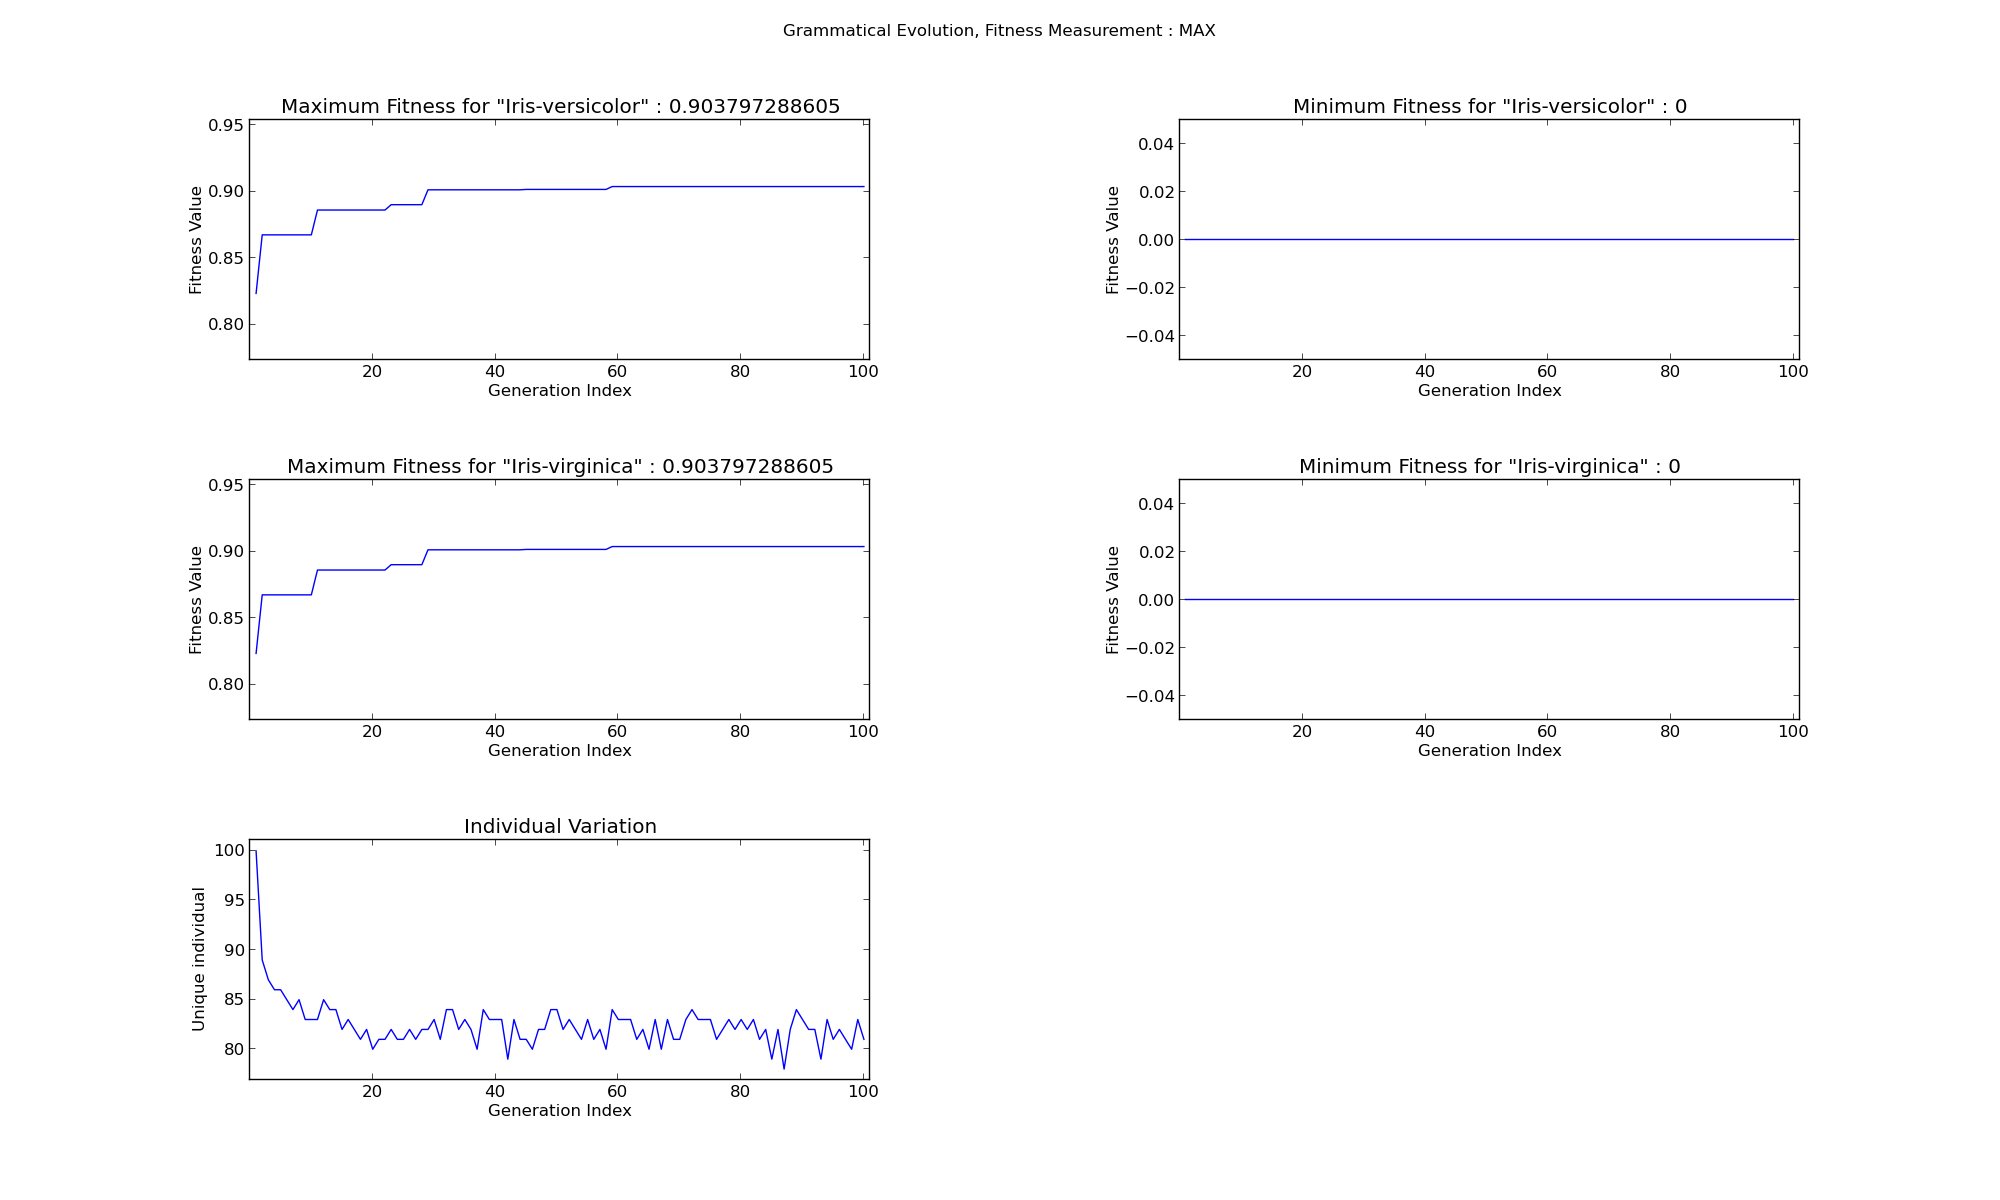 Grammatical Evolution, Fitness Measurement : MAX
Maximum Fitness for "Iris-versicolor" : 0.903797288605
0.95
0.90
0.85
0.80
Fitness Value
20 40 60 80 100
Generation Index
Minimum Fitness for "Iris-versicolor" : 0
0.04
0.02
0.00
−0.02
−0.04
Fitness Value
20 40 60 80 100
Generation Index
Maximum Fitness for "Iris-virginica" : 0.903797288605
0.95
0.90
0.85
0.80
Fitness Value
20 40 60 80 100
Generation Index
Minimum Fitness for "Iris-virginica" : 0
0.04
0.02
0.00
−0.02
−0.04
Fitness Value
20 40 60 80 100
Generation Index
Individual Variation
100
95
90
85
80
Unique individual
20 40 60 80 100
Generation Index